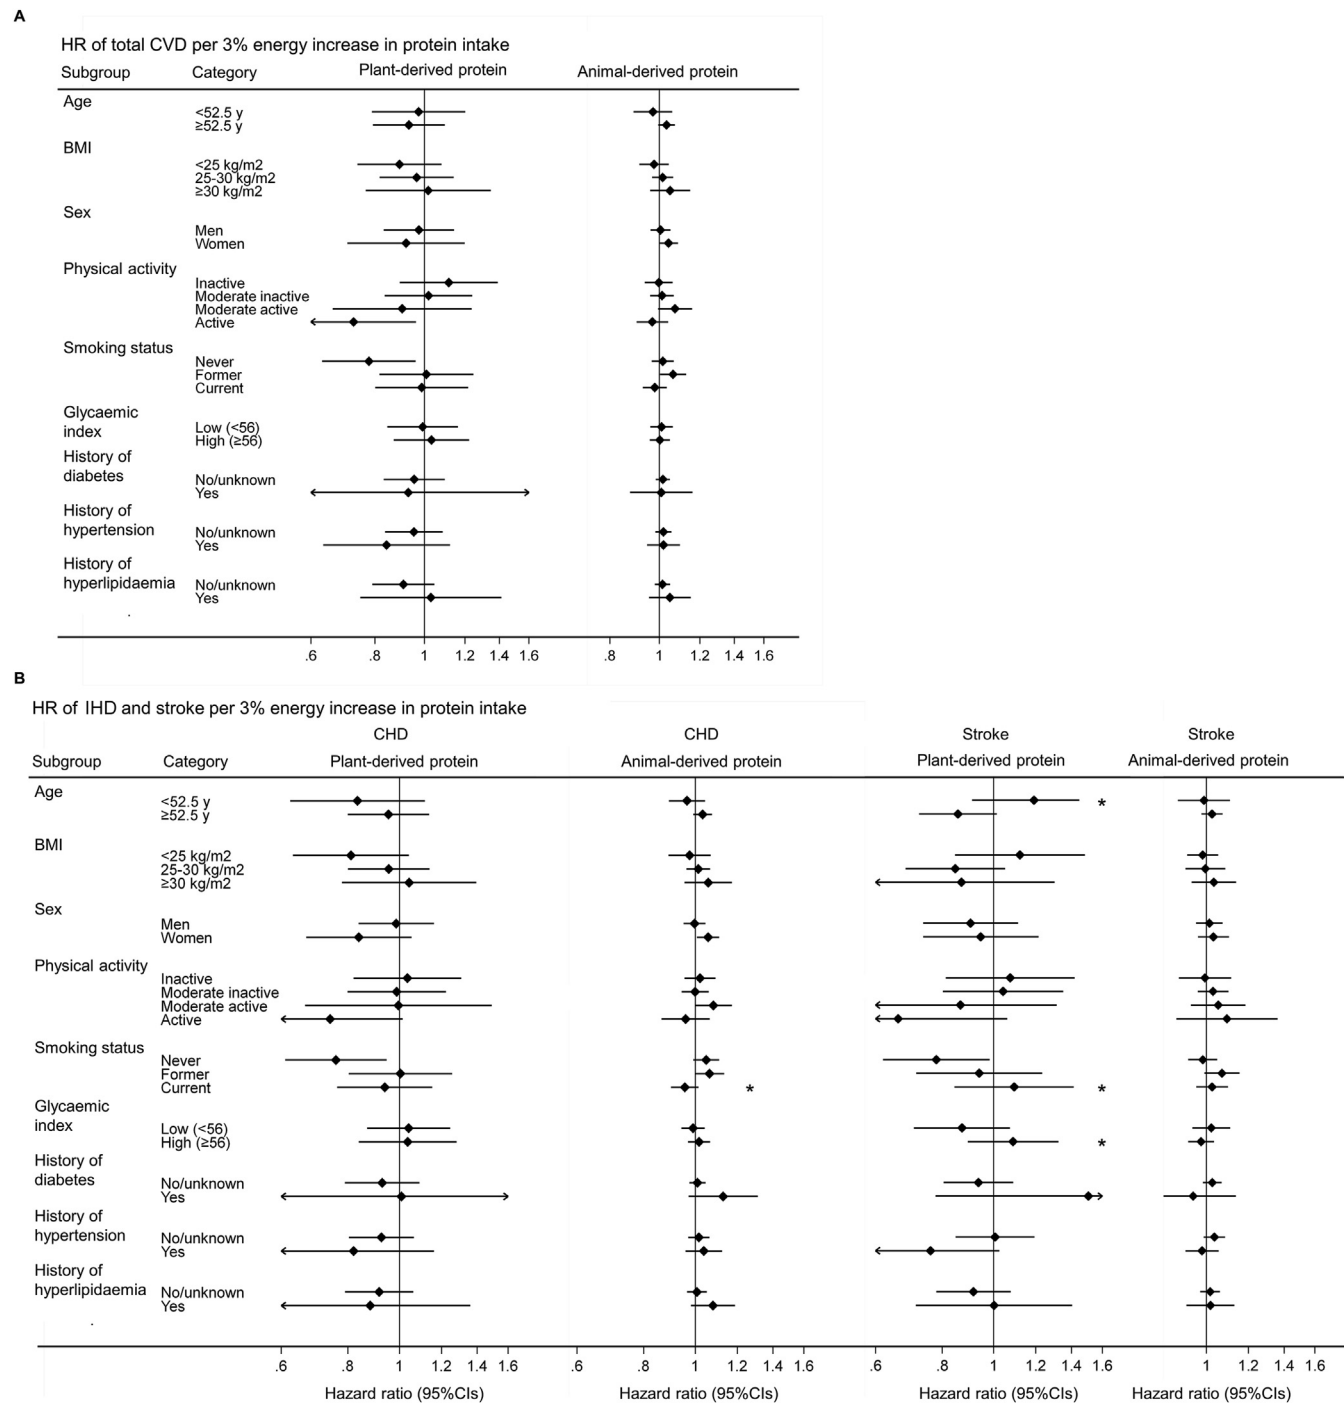 A
HR of total CVD per 3% energy increase in protein intake
Subgroup Category Plant-derived protein Animal-derived protein
Age
<52.5 y
≥52.5 y
BMI
<25 kg/m2
25-30 kg/m2
≥30 kg/m2
Sex
Men
Women
Physical activity
Inactive
Moderate inactive
Moderate active
Active
Smoking status
Never
Former
Current
Glycaemic
index
Low (<56)
High (≥56)
History of
diabetes
No/unknown
Yes
History of
hypertension
No/unknown
Yes
History of
hyperlipidaemia
No/unknown
Yes
.6 .8 1 1.2 1.4 1.6 .8 1 1.2 1.4 1.6
B
HR of IHD and stroke per 3% energy increase in protein intake
CHD CHD Stroke Stroke
Subgroup Category Plant-derived protein Animal-derived protein Plant-derived protein Animal-derived protein
Age
<52.5 y *
≥52.5 y
BMI
<25 kg/m2
25-30 kg/m2
≥30 kg/m2
Sex
Men
Women
Physical activity
Inactive
Moderate inactive
Moderate active
Active
Smoking status
Never
Former
Current * *
Glycaemic
index
Low (<56)
High (≥56) *
History of
diabetes
No/unknown
Yes
History of
hypertension
No/unknown
Yes
History of
hyperlipidaemia
No/unknown
Yes
.6 .8 1 1.2 1.4 1.6 .6 .8 1 1.2 1.4 1.6 .6 .8 1 1.2 1.4 1.6 1 1.2 1.4 1.6
Hazard ratio (95%CIs) Hazard ratio (95%CIs) Hazard ratio (95%CIs) Hazard ratio (95%CIs)